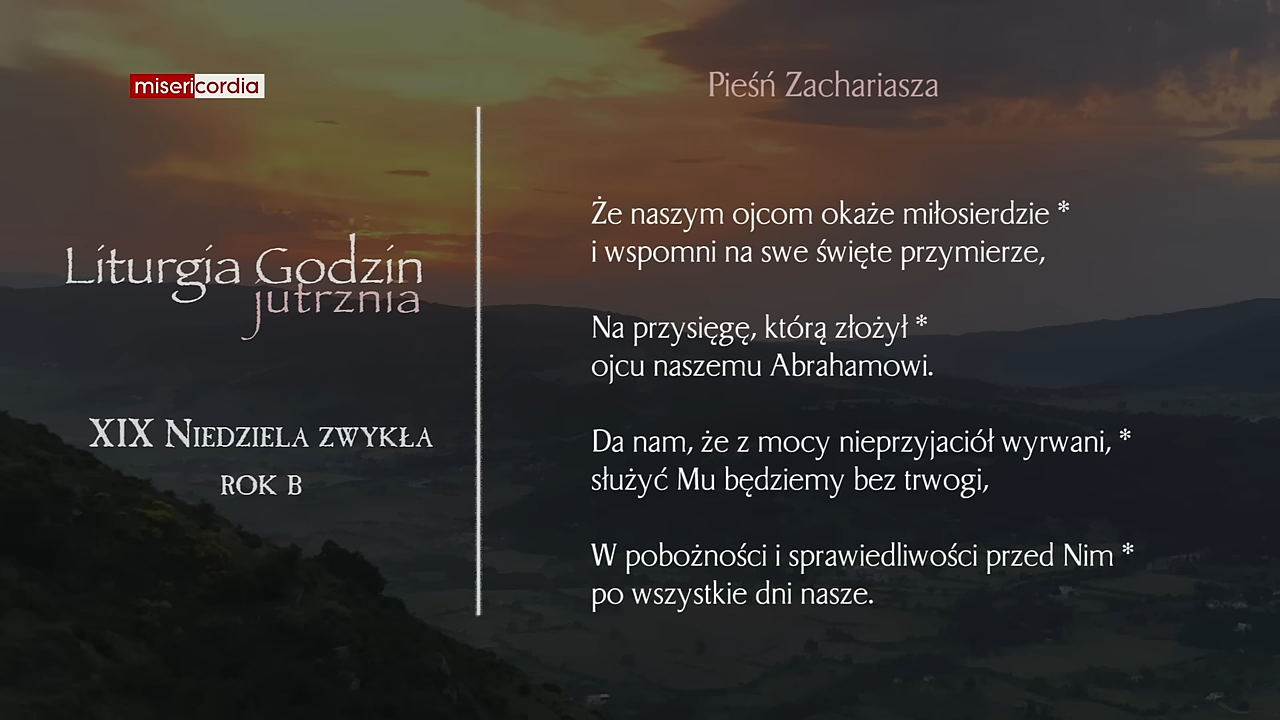 misericordia
Liturgia Godzin
jutrznia
XIX Niedziela zwykła
rok B
Pieśń Zachariasza
Że naszym ojcom okaże miłosierdzie *
i wspomni na swe święte przymierze,
Na przysięgę, którą złożył *
ojcu naszemu Abrahamowi.
Da nam, że z mocy nieprzyjaciół wyrwani, *
służyć Mu będziemy bez trwogi,
W pobożności i sprawiedliwości przed Nim *
po wszystkie dni nasze.